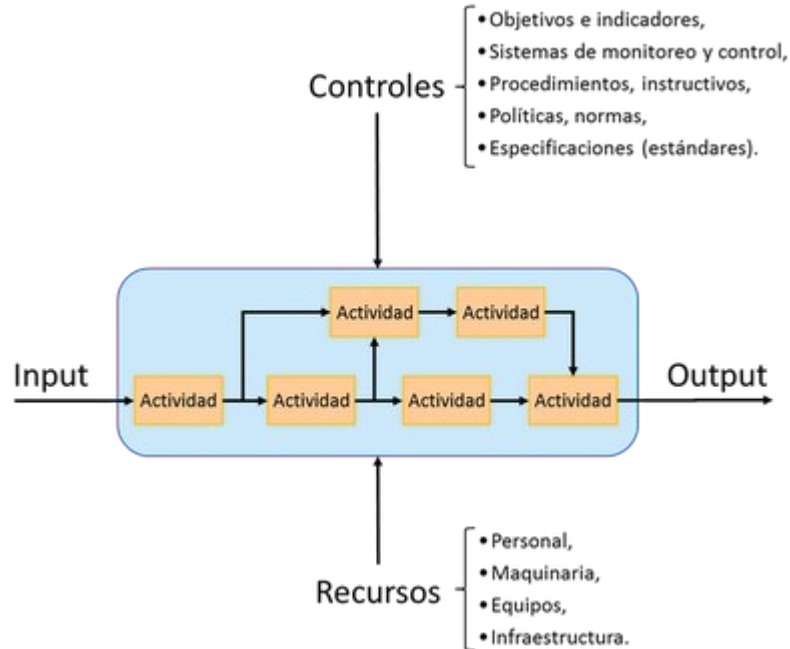 Controles
• Objetivos e indicadores,
• Sistemas de monitoreo y control,
• Procedimientos, instructivos,
• Políticas, normas,
• Especificaciones (estándares).
Actividad
Actividad
Input
Actividad
Actividad
Actividad
Actividad
Output
Recursos
• Personal,
• Maquinaria,
• Equipos,
• Infraestructura.